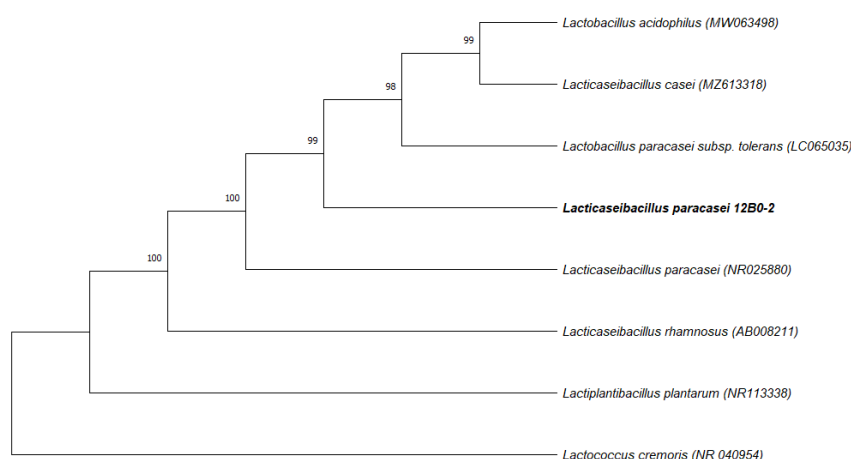 Lactobacillus acidophilus (MW063498)
99
Lacticaseibacillus casei (MZ613318)
98
Lactobacillus paracasei subsp. tolerans (LC065035)
99
Lacticaseibacillus paracasei 12B0-2
100
Lacticaseibacillus paracasei (NR025880)
100
Lacticaseibacillus rhamnosus (AB008211)
Lactiplantibacillus plantarum (NR113338)
Lactococcus cremoris (NR 040954)